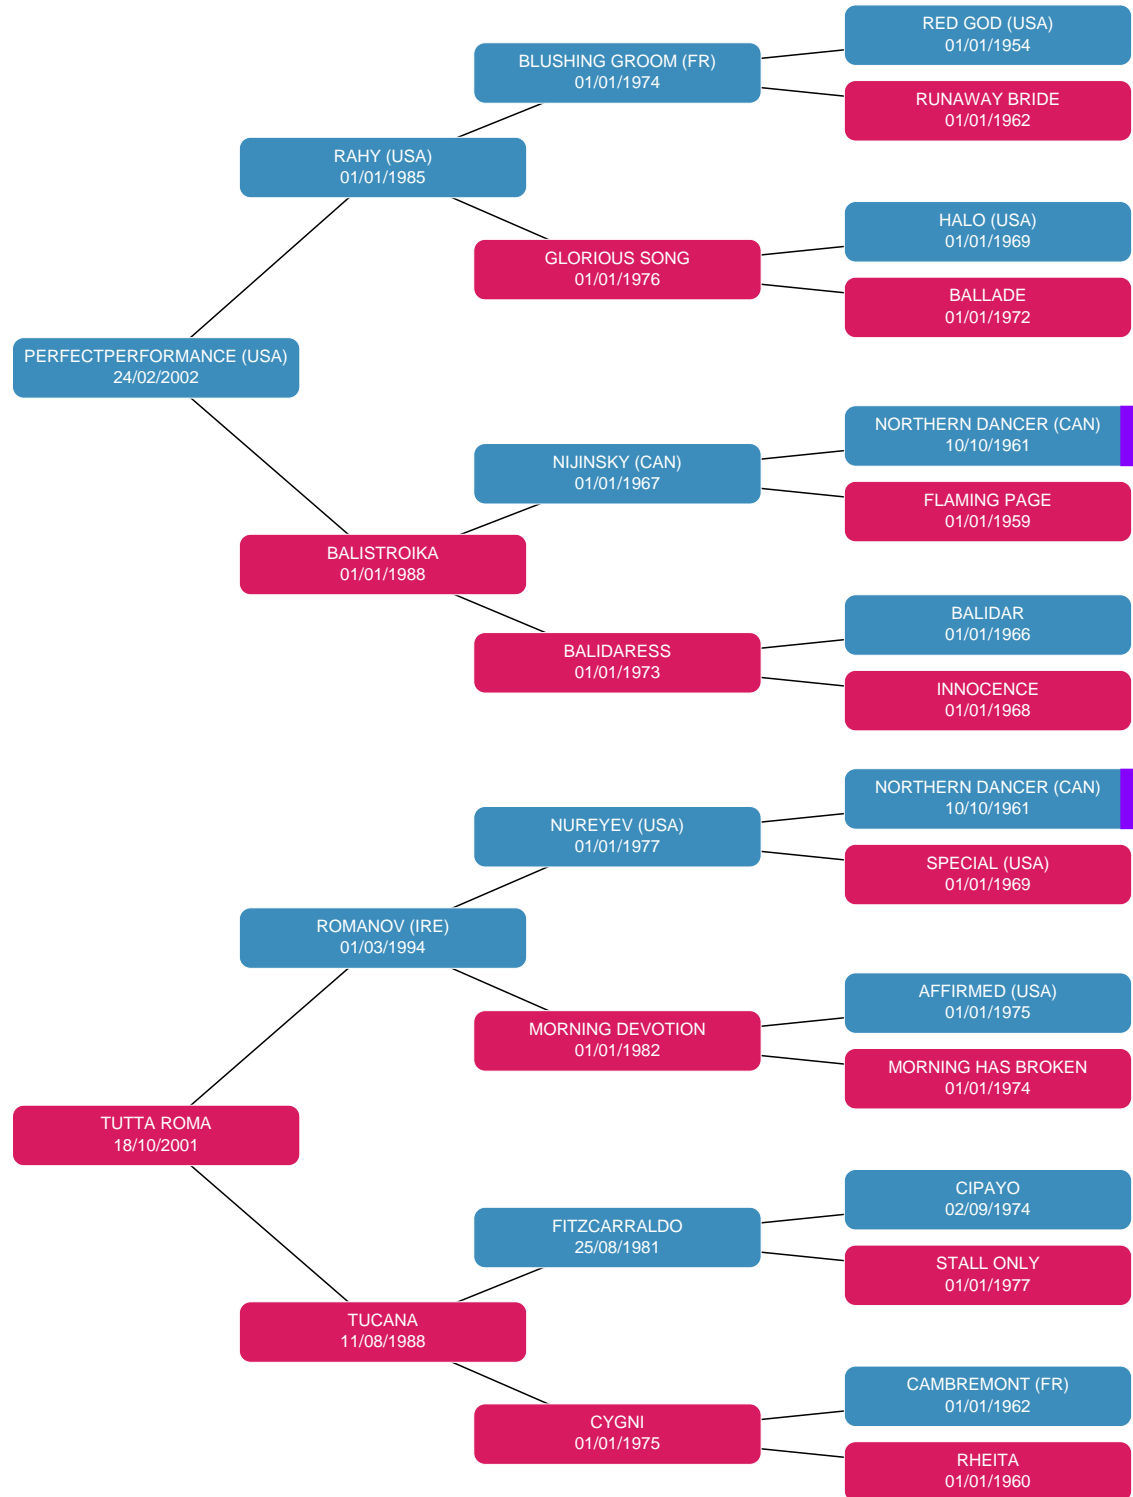 RED GOD (USA)
01/01/1954
BLUSHING GROOM (FR)
01/01/1974
RUNAWAY BRIDE
01/01/1962
RAHY (USA)
01/01/1985
HALO (USA)
01/01/1969
GLORIOUS SONG
01/01/1976
BALLADE
01/01/1972
PERFECTPERFORMANCE (USA)
24/02/2002
NORTHERN DANCER (CAN)
10/10/1961
NIJINSKY (CAN)
01/01/1967
FLAMING PAGE
01/01/1959
BALISTROIKA
01/01/1988
BALIDAR
01/01/1966
BALIDARESS
01/01/1973
INNOCENCE
01/01/1968
NORTHERN DANCER (CAN)
10/10/1961
NUREYEV (USA)
01/01/1977
SPECIAL (USA)
01/01/1969
ROMANOV (IRE)
01/03/1994
AFFIRMED (USA)
01/01/1975
MORNING DEVOTION
01/01/1982
MORNING HAS BROKEN
01/01/1974
TUTTA ROMA
18/10/2001
CIPAYO
02/09/1974
FITZCARRALDO
25/08/1981
STALL ONLY
01/01/1977
TUCANA
11/08/1988
CAMBREMONT (FR)
01/01/1962
CYGNI
01/01/1975
RHEITA
01/01/1960